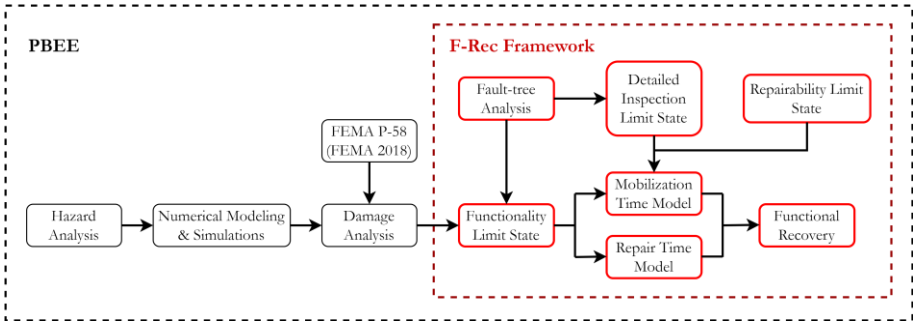 PBEE
F-Rec Framework
Fault-tree
Analysis
Detailed
Inspection
Limit State
Repairability Limit
State
FEMA P-58
(FEMA 2018)
Hazard
Analysis
Numerical Modeling
& Simulations
Damage
Analysis
Functionality
Limit State
Mobilization
Time Model
Repair Time
Model
Functional
Recovery